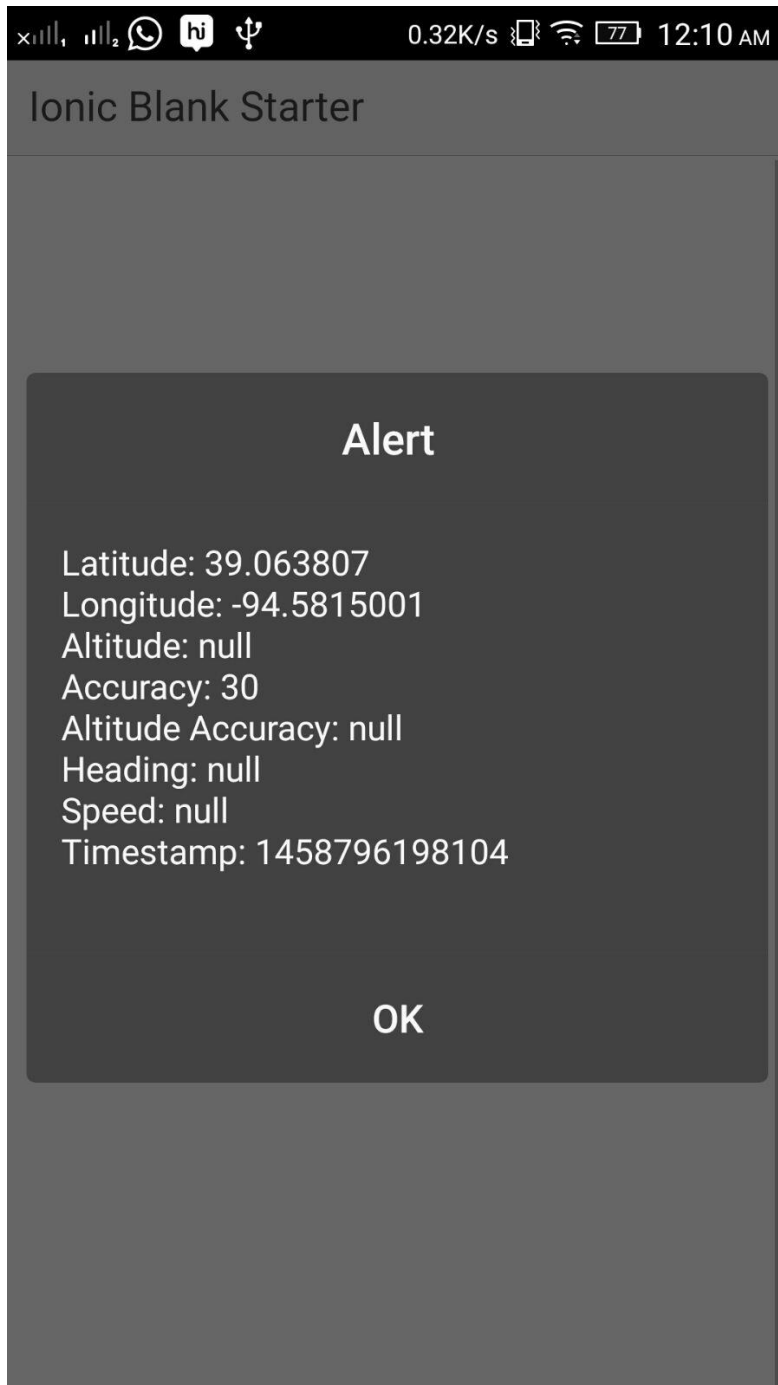 0.32K/s 77 12:10 AM
Ionic Blank Starter
Alert
Latitude: 39.063807
Longitude: -94.5815001
Altitude: null
Accuracy: 30
Altitude Accuracy: null
Heading: null
Speed: null
Timestamp: 1458796198104
OK